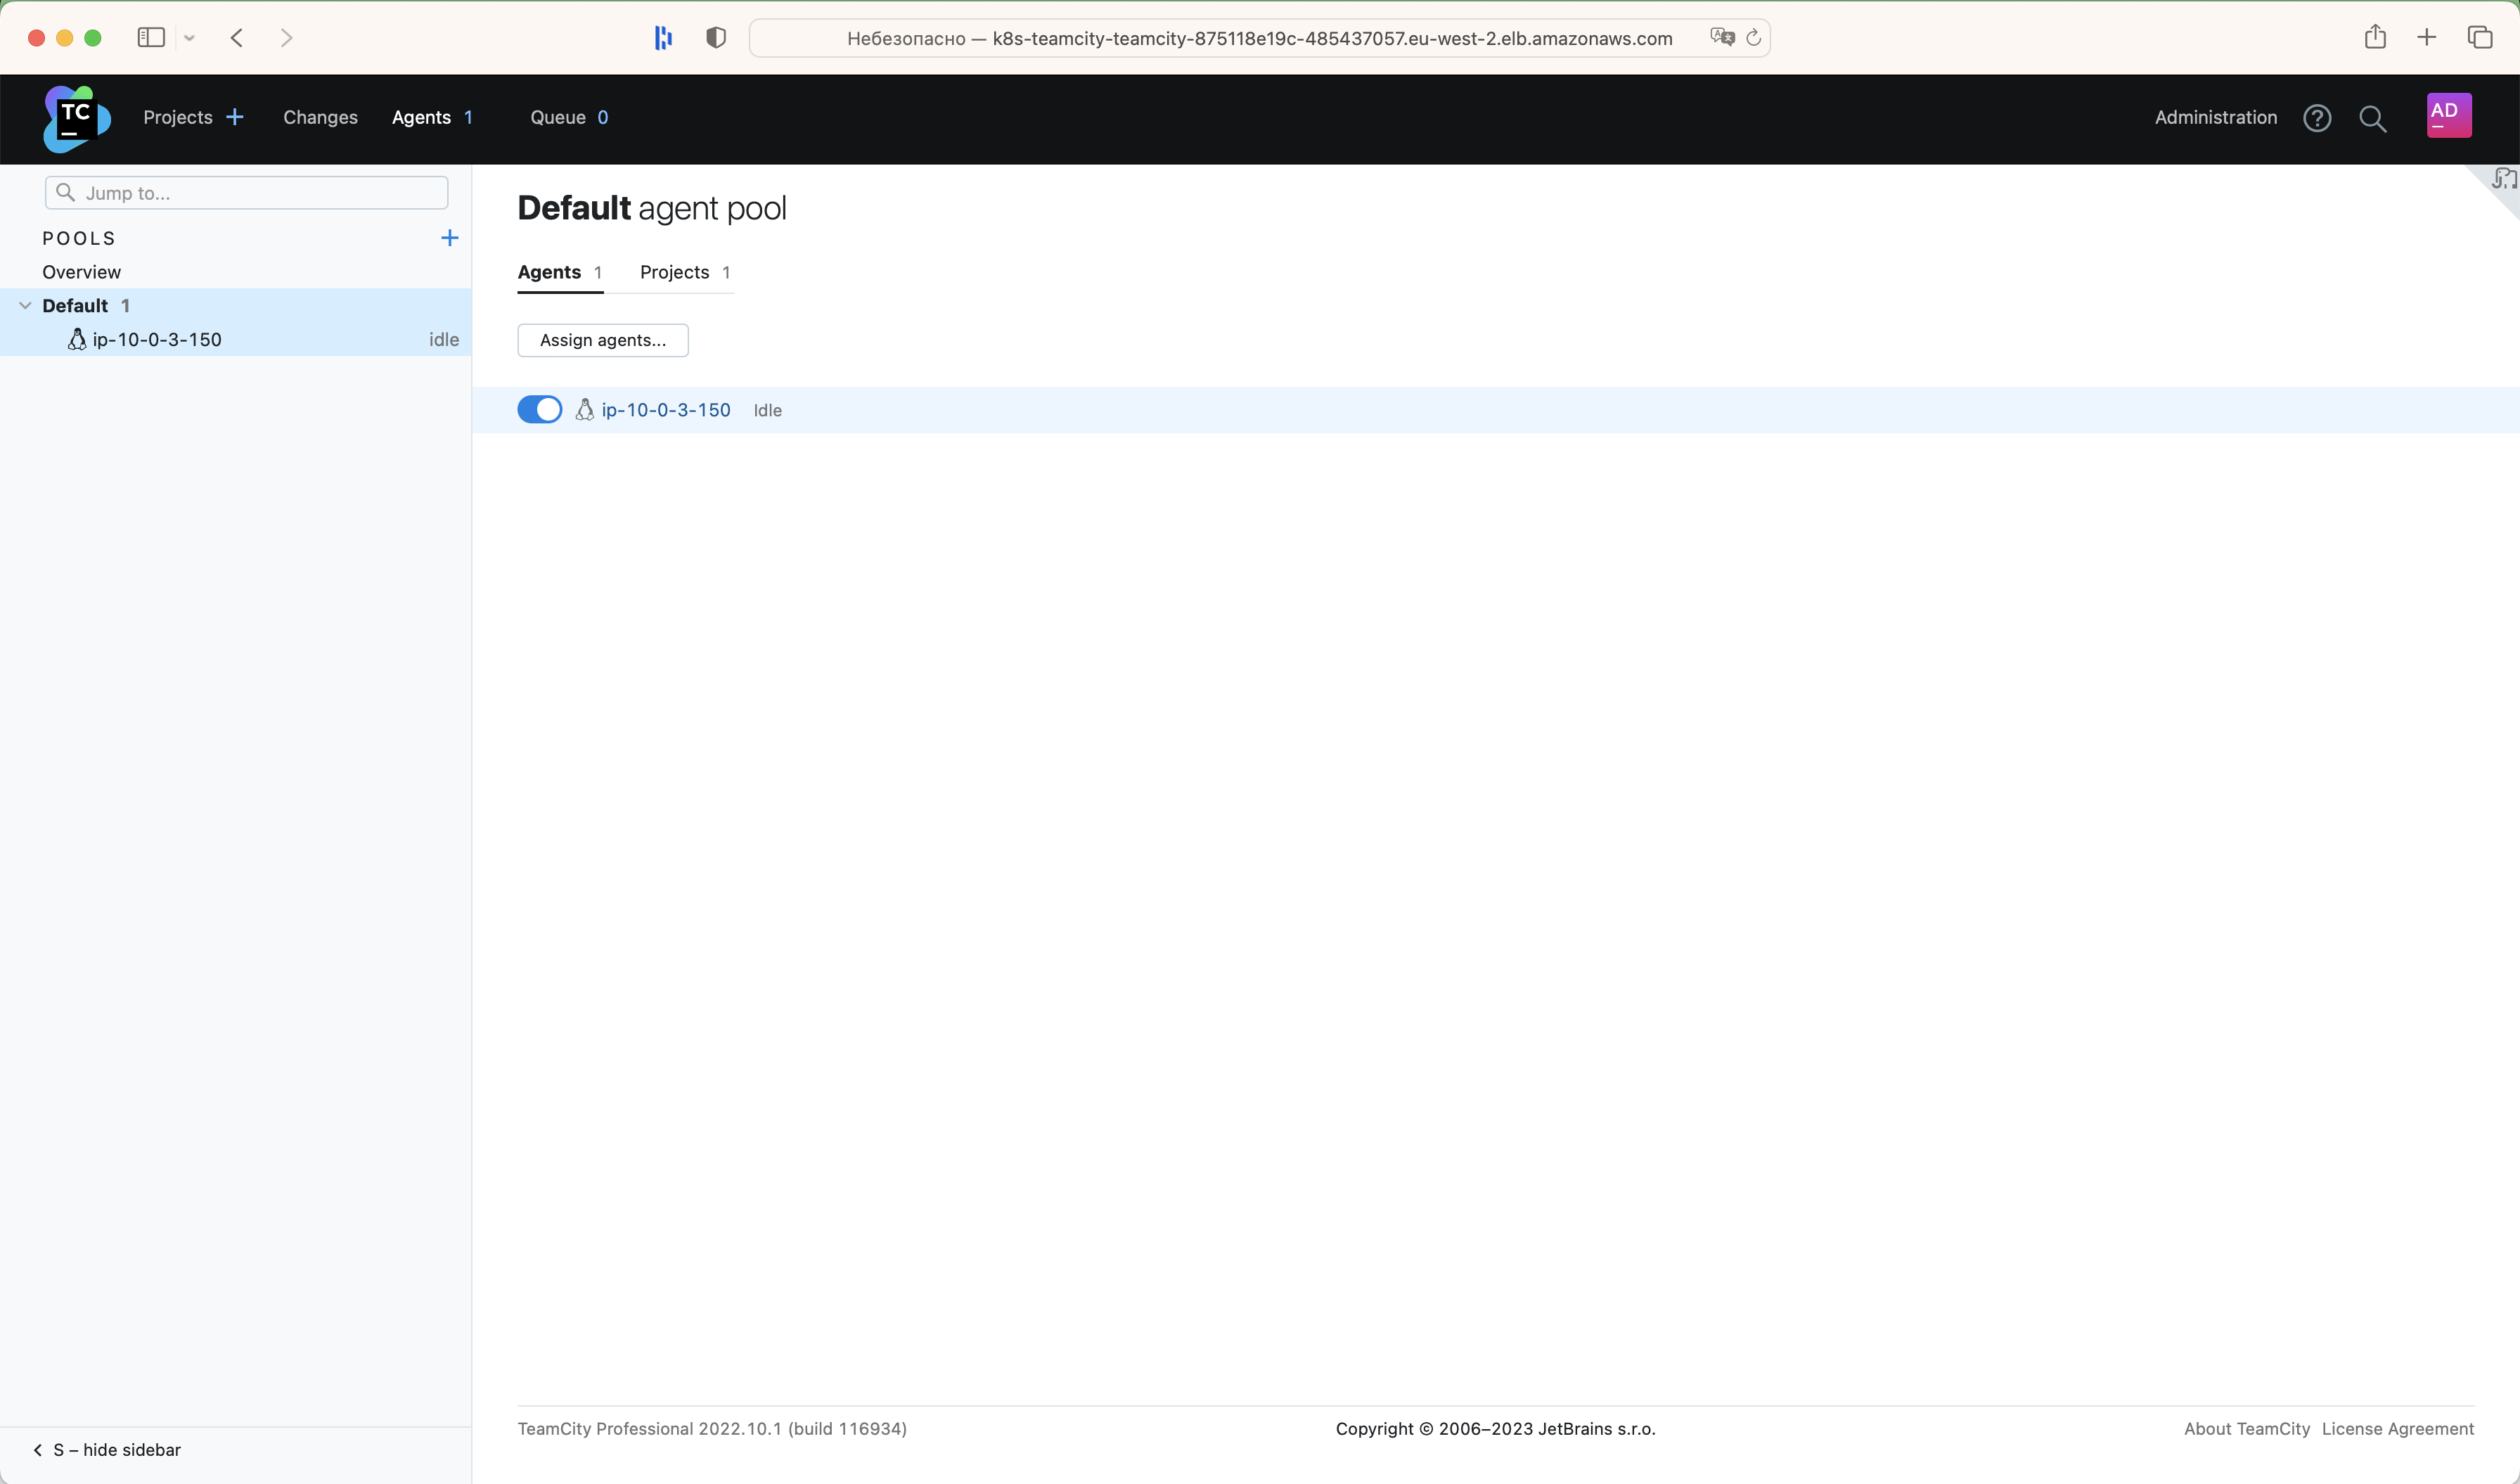 Небезопасно — k8s-teamcity-teamcity-875118e19c-485437057.eu-west-2.elb.amazonaws.com
TC
Projects
Changes
Agents 1
Queue 0
Administration
AD
Jump to...
POOLS
Overview
Default 1
ip-10-0-3-150 idle
Default agent pool
Agents 1
Projects 1
Assign agents...
ip-10-0-3-150 Idle
TeamCity Professional 2022.10.1 (build 116934)
Copyright © 2006–2023 JetBrains s.r.o.
About TeamCity
License Agreement
S – hide sidebar